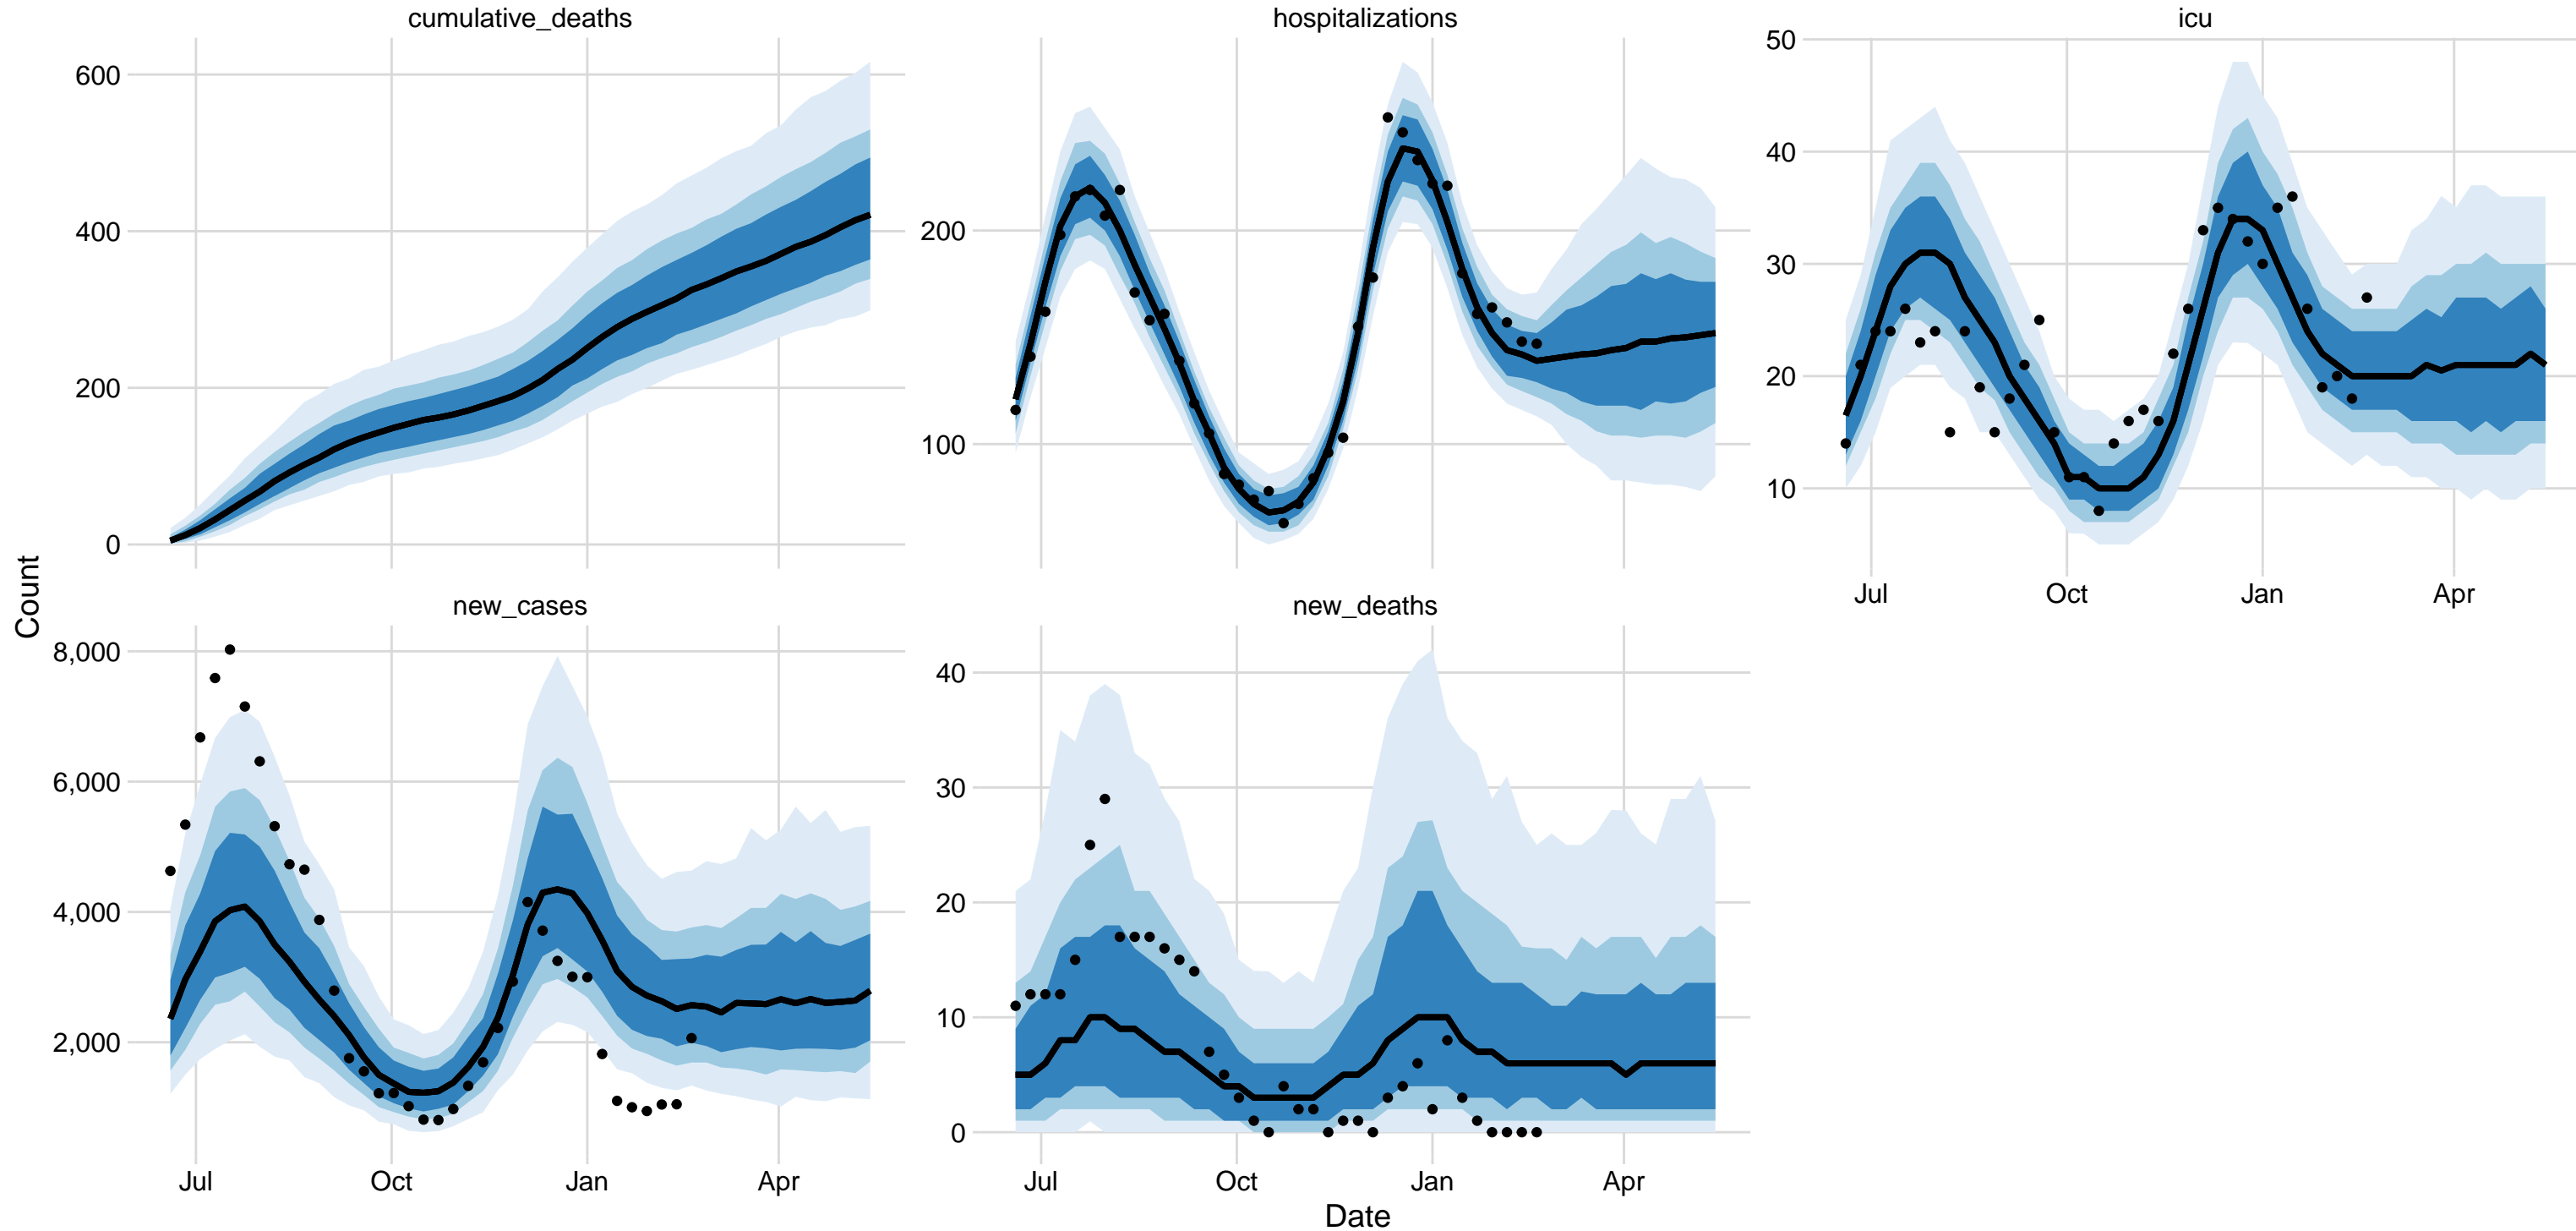 cumulative_deaths
hospitalizations
icu
600
400
200
0
200
100
50
40
30
20
10
Jul Oct Jan Apr
Count
new_cases
new_deaths
8,000
6,000
4,000
2,000
40
30
20
10
0
Jul Oct Jan Apr
Jul Oct Jan Apr
Date